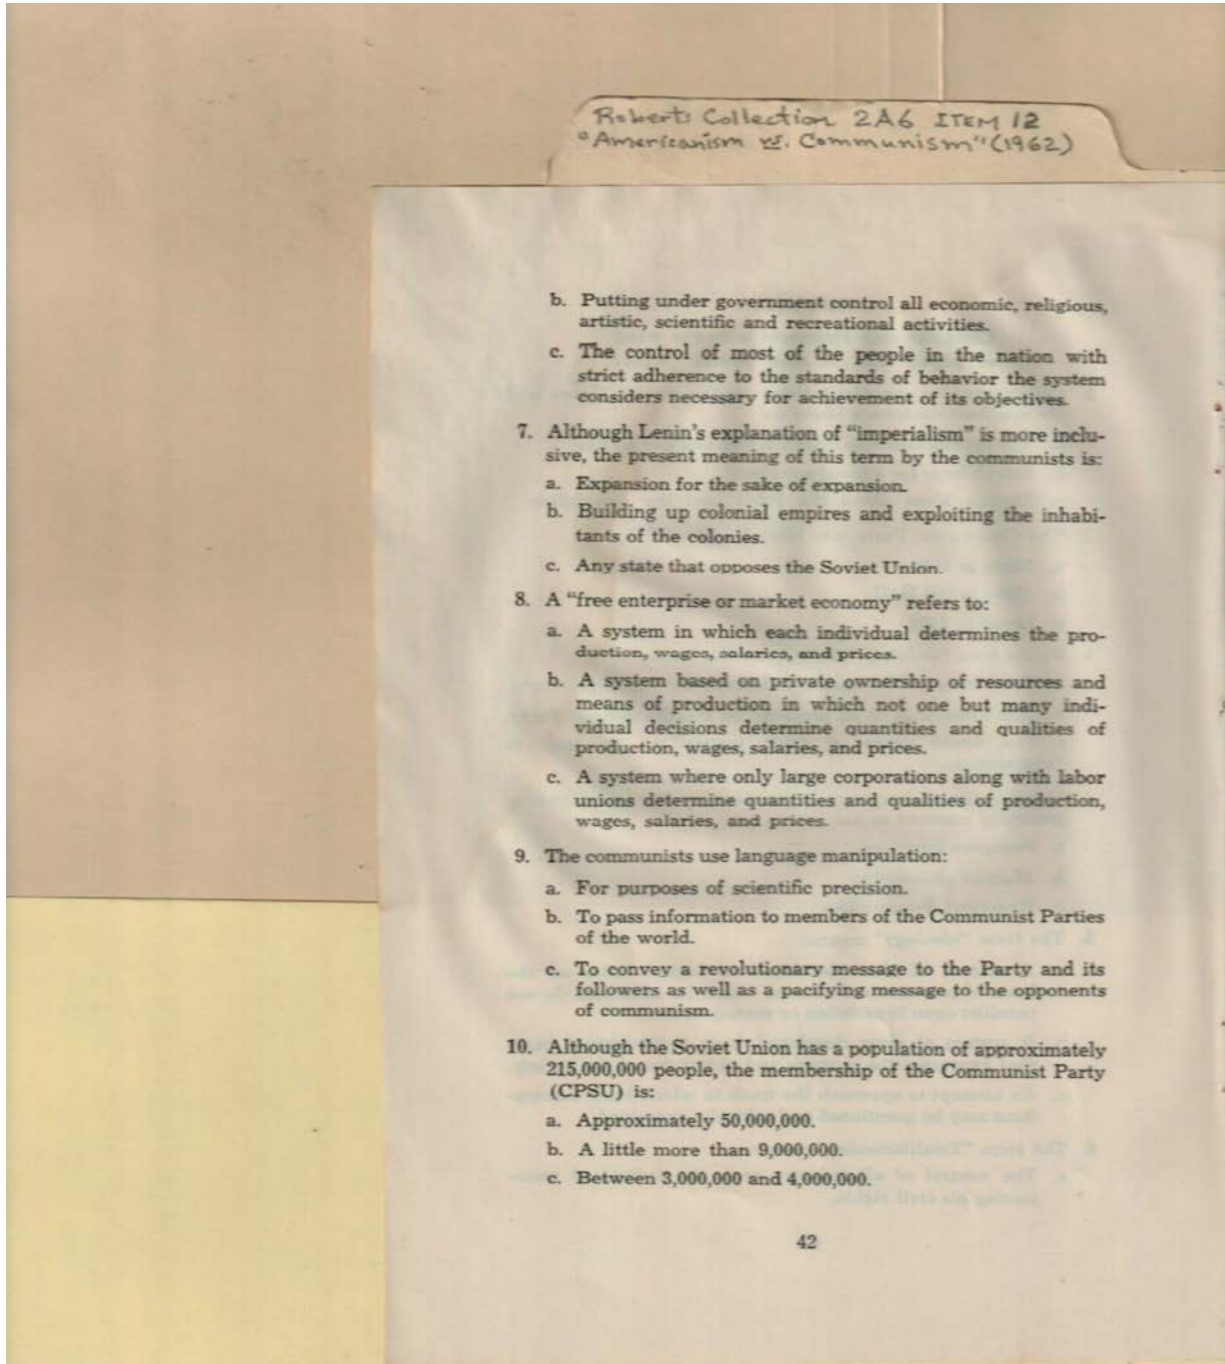 Roberts Collection 2A6 ITEM 12
"Americanism vs. Communism" (1962)
b. Putting under government control all economic, religious,
artistic, scientific and recreational activities.
c. The control of most of the people in the nation with
strict adherence to the standards of behavior the system
considers necessary for achievement of its objectives.
7. Although Lenin's explanation of "imperialism" is more inclu-
sive, the present meaning of this term by the communists is:
a. Expansion for the sake of expansion.
b. Building up colonial empires and exploiting the inhabi-
tants of the colonies.
c. Any state that opposes the Soviet Union.
8. A "free enterprise or market economy" refers to:
a. A system in which each individual determines the pro-
duction, wages, salaries, and prices.
b. A system based on private ownership of resources and
means of production in which not one but many indi-
vidual decisions determine quantities and qualities of
production, wages, salaries, and prices.
c. A system where only large corporations along with labor
unions determine quantities and qualities of production,
wages, salaries, and prices.
9. The communists use language manipulation:
a. For purposes of scientific precision.
b. To pass information to members of the Communist Parties
of the world.
c. To convey a revolutionary message to the Party and its
followers as well as a pacifying message to the opponents
of communism.
10. Although the Soviet Union has a population of approximately
215,000,000 people, the membership of the Communist Party
(CPSU) is:
a. Approximately 50,000,000.
b. A little more than 9,000,000.
c. Between 3,000,000 and 4,000,000.
42